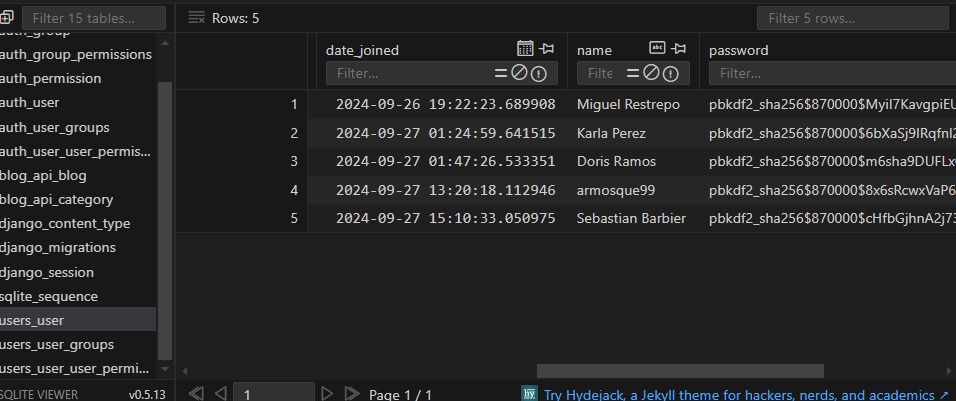 Filter 15 tables...
Rows: 5
Filter 5 rows...
auth_group
auth_group_permissions
auth_permission
auth_user
auth_user_groups
auth_user_user_permis...
blog_api_blog
blog_api_category
django_content_type
django_migrations
django_session
sqlite_sequence
users_user
users_user_groups
users_user_user_permi...
SQLITE VIEWER v0.5.13
date_joined name password
Filter... Filte Filter...
1 2024-09-26 19:22:23.689908 Miguel Restrepo pbkdf2_sha256$870000$MyiI7KavgpiEU
2 2024-09-27 01:24:59.641515 Karla Perez pbkdf2_sha256$870000$6bXaSj9IRqfnI2
3 2024-09-27 01:47:26.533351 Doris Ramos pbkdf2_sha256$870000$m6sha9DUFLx
4 2024-09-27 13:20:18.112946 armosque99 pbkdf2_sha256$870000$8x6sRcwxVaP6
5 2024-09-27 15:10:33.050975 Sebastian Barbier pbkdf2_sha256$870000$cHfbGjhnA2j73
1 Page 1 / 1
hy Try Hydejack, a Jekyll theme for hackers, nerds, and academics ↗